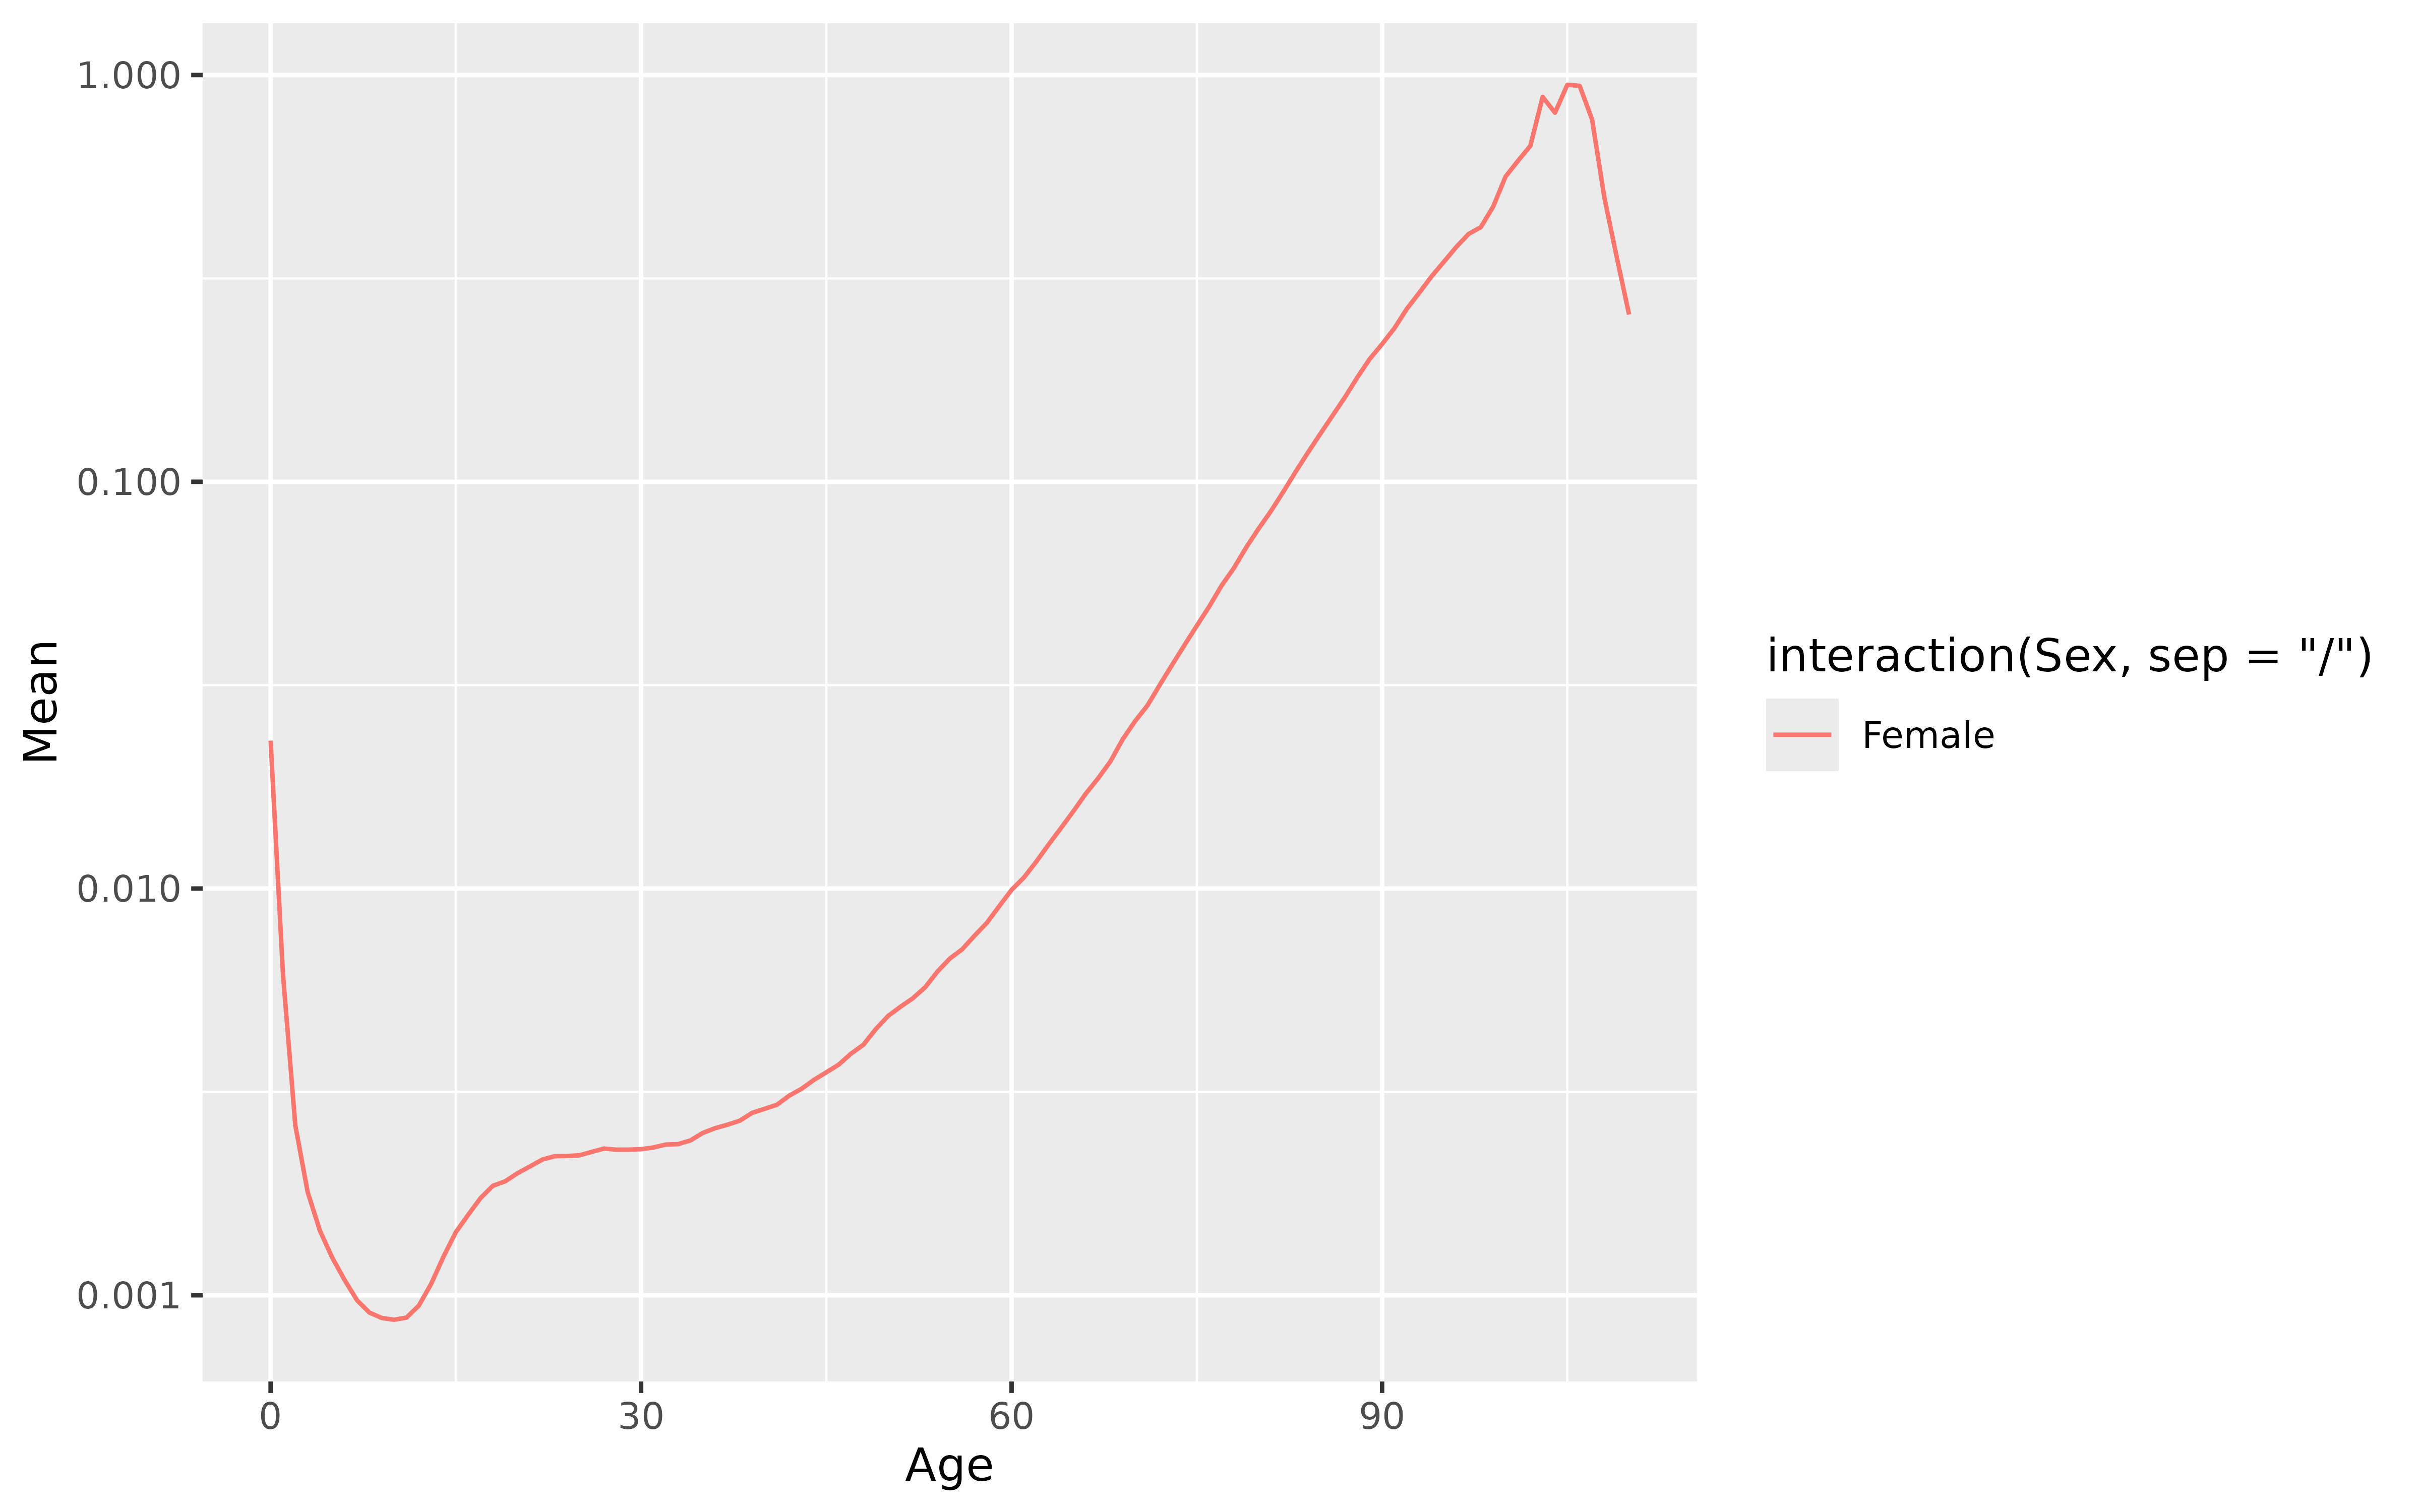 1.000
0.100
0.010
0.001
Mean
0
30
60
90
Age
interaction(Sex, sep = "/")
Female